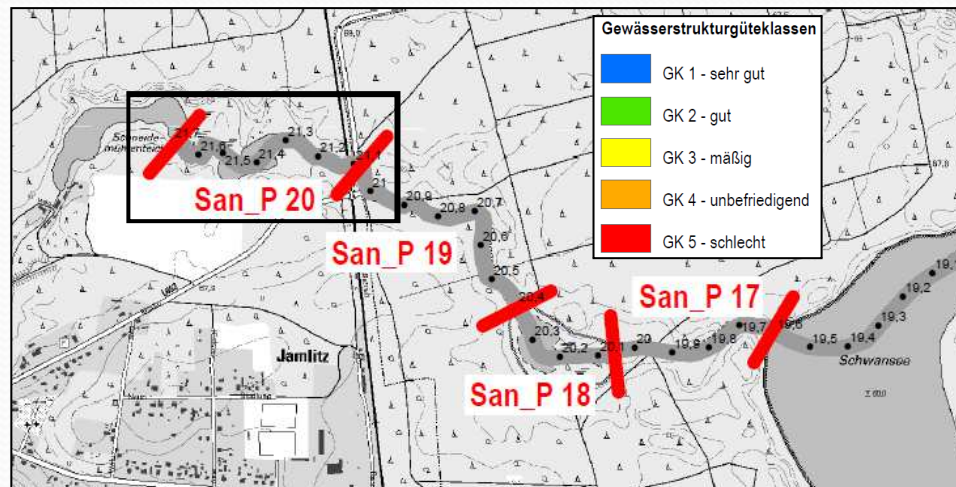 Gewässerstrukturgüteklassen
GK 1 - sehr gut
GK 2 - gut
GK 3 - mäßig
GK 4 - unbefriedigend
GK 5 - schlecht
Schneide-
mühlenteich
21,7
21,6
21,5
21,4
21,3
21,2
21,1
San_P 20
21
20,9
20,8
20,7
San_P 19
20,6
20,5
20,4
San_P 17
20,3
20,2
20,1
20
19,9
19,8
19,7
19,6
19,5
19,4
19,3
19,2
19,1
Schwansee
San_P 18
Jamlitz